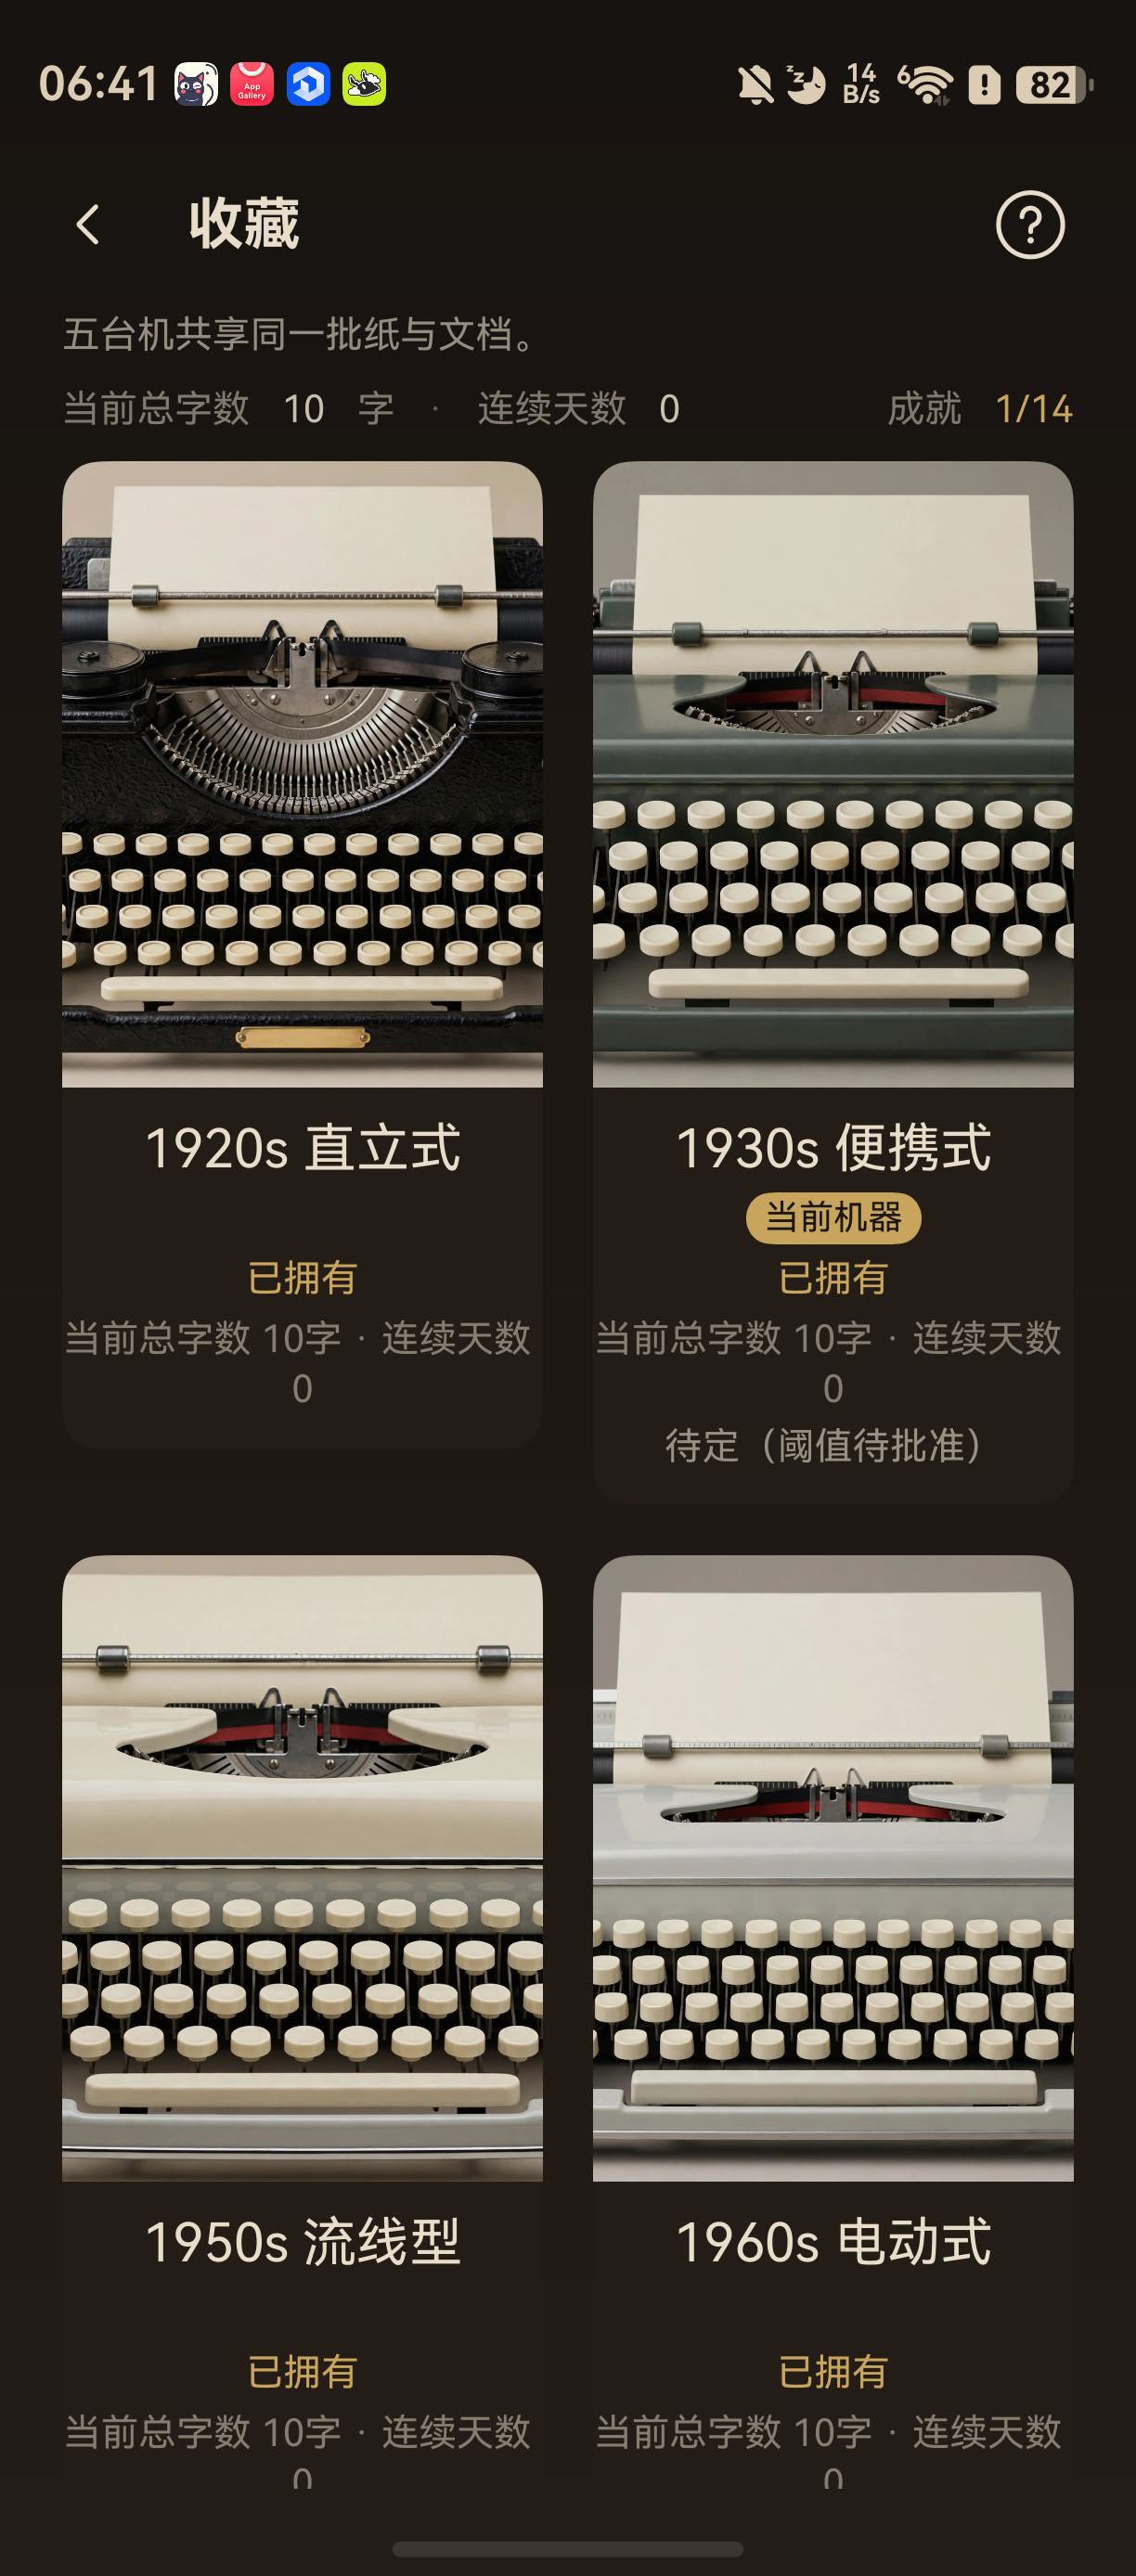 06:41
App
Gallery
14
B/s
6
82
收藏
五台机共享同一批纸与文档。
当前总字数 10 字 · 连续天数 0
成就 1/14
1920s 直立式
已拥有
当前总字数 10字 · 连续天数
0
1930s 便携式
当前机器
已拥有
当前总字数 10字 · 连续天数
0
待定（阈值待批准）
1950s 流线型
已拥有
当前总字数 10字 · 连续天数
0
1960s 电动式
已拥有
当前总字数 10字 · 连续天数
0